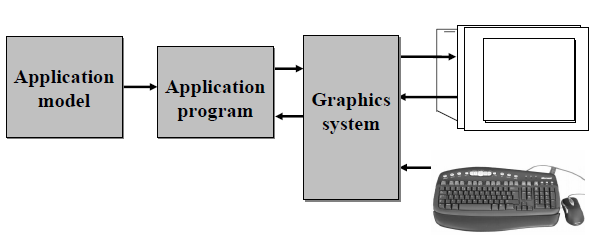 Application
model
Application
program
Graphics
system